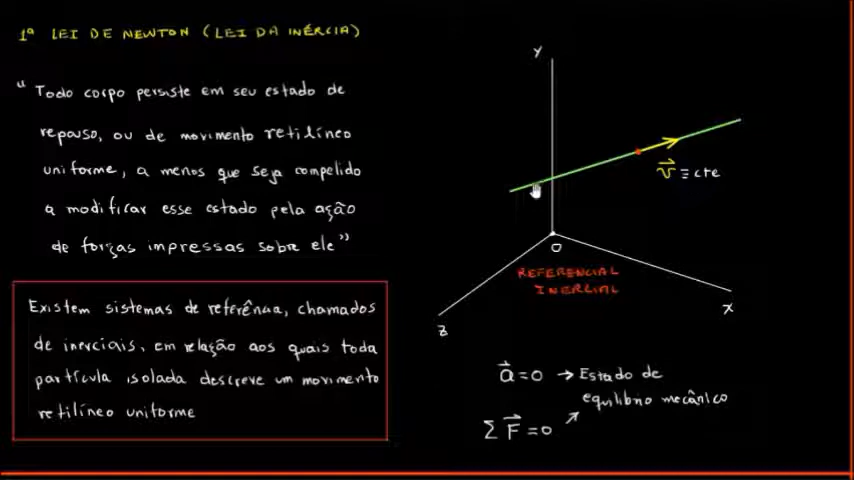 1ª LEI DE NEWTON (LEI DA INÉRCIA)
" Todo corpo persiste em seu estado de
repouso, ou de movimento retilíneo
uniforme, a menos que seja compelido
a modificar esse estado pela ação
de forças impressas sobre ele"
Existem sistemas de referência, chamados
de inerciais, em relação aos quais toda
partícula isolada descreve um movimento
retilíneo uniforme
Y
v⃗ ≡ cte
O
REFERENCIAL
INERCIAL
X
Z
a⃗ = 0 → Estado de
equilíbrio mecânico
Σ F⃗ = 0 ↗